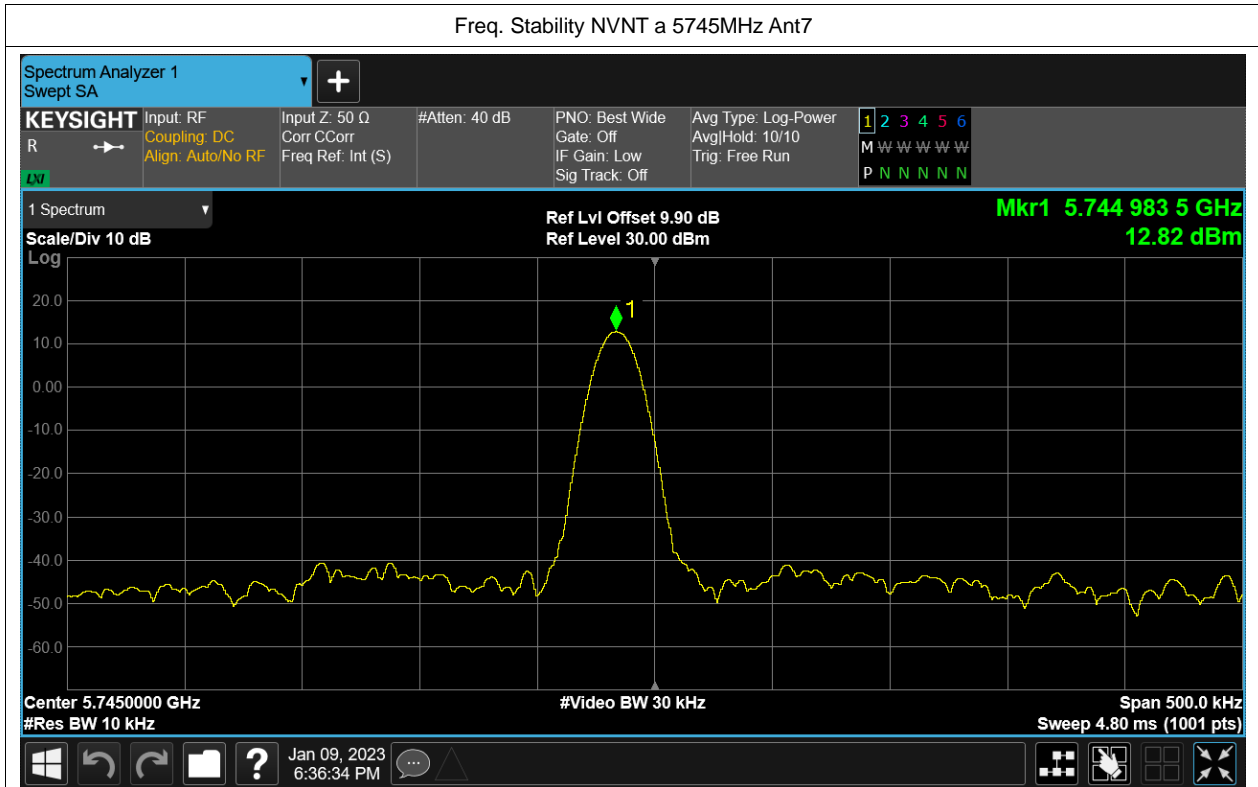 Freq. Stability NVNT a 5745MHz Ant7
Spectrum Analyzer 1
Swept SA
KEYSIGHT
R
LXI
Input: RF
Coupling: DC
Align: Auto/No RF
Input Z: 50 Ω
Corr CCorr
Freq Ref: Int (S)
#Atten: 40 dB
PNO: Best Wide
Gate: Off
IF Gain: Low
Sig Track: Off
Avg Type: Log-Power
Avg|Hold: 10/10
Trig: Free Run
1 2 3 4 5 6
M W W W W W
P N N N N N
1 Spectrum
Scale/Div 10 dB
Log
Ref Lvl Offset 9.90 dB
Ref Level 30.00 dBm
Mkr1 5.744 983 5 GHz
12.82 dBm
1
20.0
10.0
0.00
-10.0
-20.0
-30.0
-40.0
-50.0
-60.0
Center 5.7450000 GHz
#Res BW 10 kHz
#Video BW 30 kHz
Span 500.0 kHz
Sweep 4.80 ms (1001 pts)
?
Jan 09, 2023
6:36:34 PM